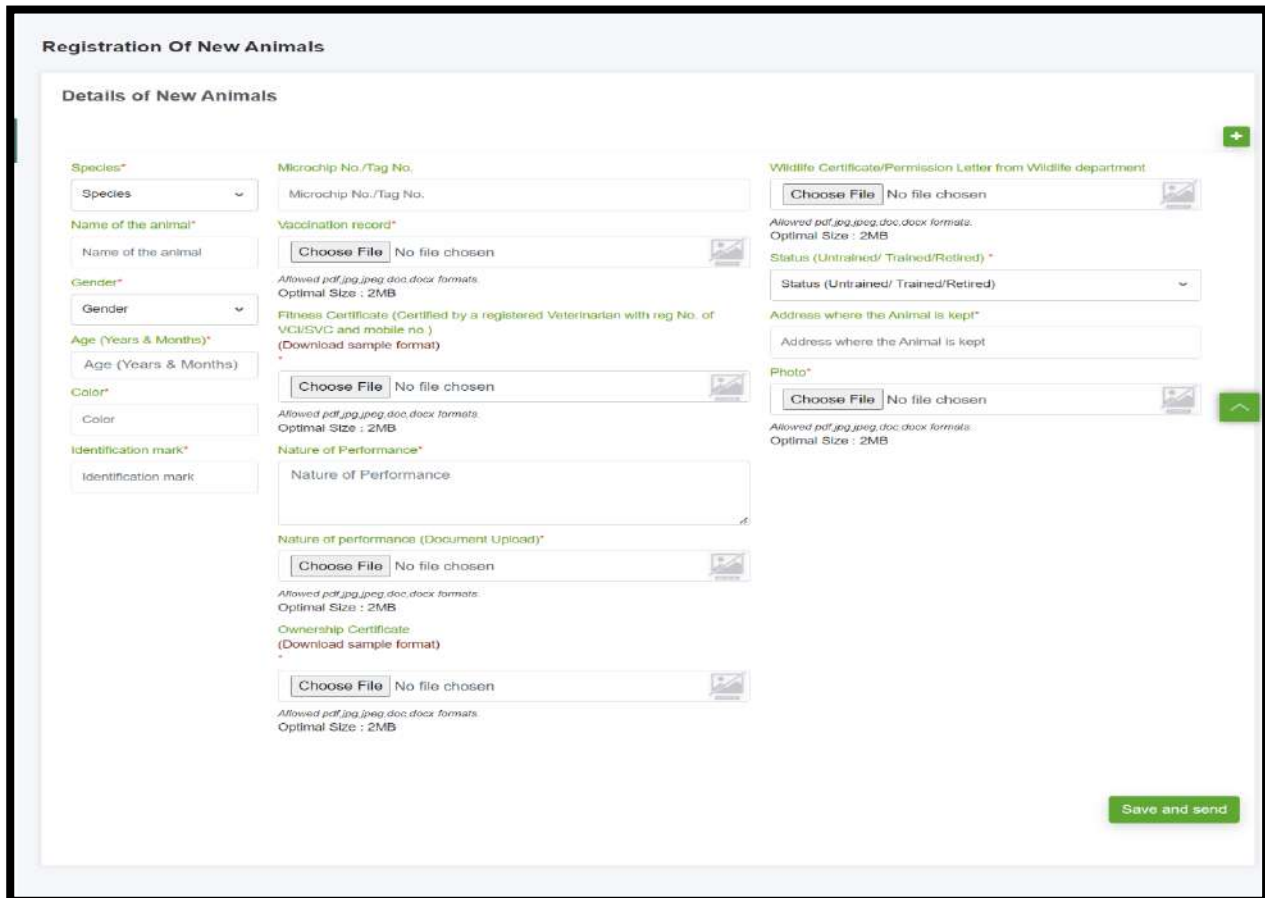 Registration Of New Animals
Details of New Animals
+
Species*
Species
Name of the animal*
Name of the animal
Gender*
Gender
Age (Years & Months)*
Age (Years & Months)
Color*
Color
Identification mark*
Identification mark
Microchip No./Tag No.
Microchip No./Tag No.
Vaccination record*
Choose File No file chosen
Allowed pdf,jpg,jpeg,doc,docx formats.
Optimal Size : 2MB
Fitness Certificate (Certified by a registered Veterinarian with reg No. of
VCI/SVC and mobile no.)
(Download sample format)
*
Choose File No file chosen
Allowed pdf,jpg,jpeg,doc,docx formats.
Optimal Size : 2MB
Nature of Performance*
Nature of Performance
Nature of performance (Document Upload)*
Choose File No file chosen
Allowed pdf,jpg,jpeg,doc,docx formats.
Optimal Size : 2MB
Ownership Certificate
(Download sample format)
*
Choose File No file chosen
Allowed pdf,jpg,jpeg,doc,docx formats.
Optimal Size : 2MB
Wildlife Certificate/Permission Letter from Wildlife department
Choose File No file chosen
Allowed pdf,jpg,jpeg,doc,docx formats.
Optimal Size : 2MB
Status (Untrained/ Trained/Retired) *
Status (Untrained/ Trained/Retired)
Address where the Animal is kept*
Address where the Animal is kept
Photo*
Choose File No file chosen
Allowed pdf,jpg,jpeg,doc,docx formats.
Optimal Size : 2MB
Save and send